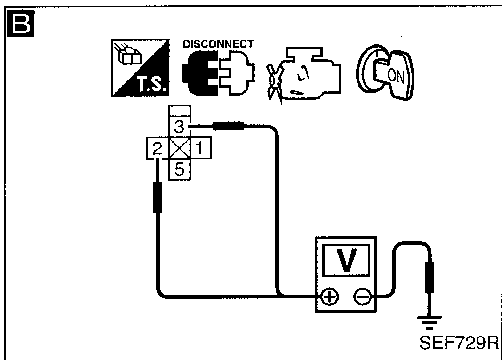 B
DISCONNECT
T.S.
ON
3
2 1
5
V
+ −
SEF729R